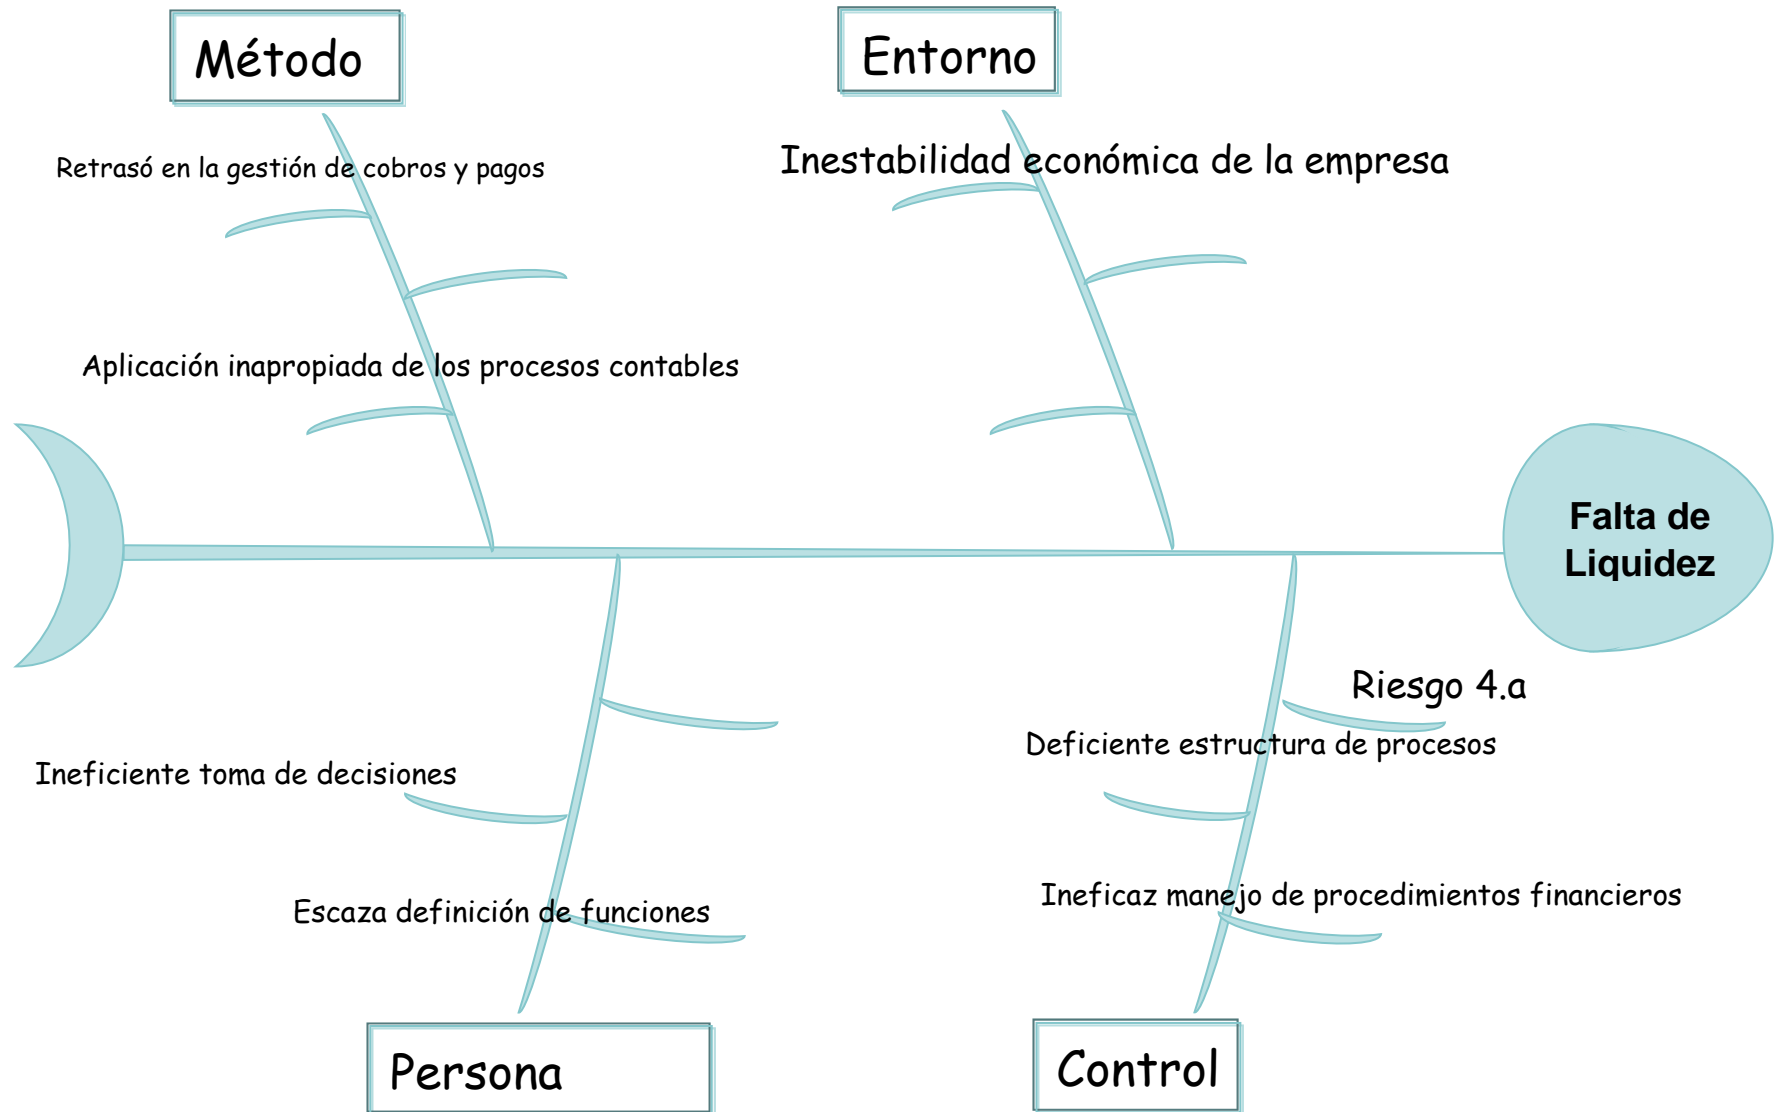 Método
Entorno
Retrasó en la gestión de cobros y pagos
Inestabilidad económica de la empresa
Aplicación inapropiada de los procesos contables
Falta de
Liquidez
Riesgo 4.a
Deficiente estructura de procesos
Ineficiente toma de decisiones
Ineficaz manejo de procedimientos financieros
Escaza definición de funciones
Persona
Control